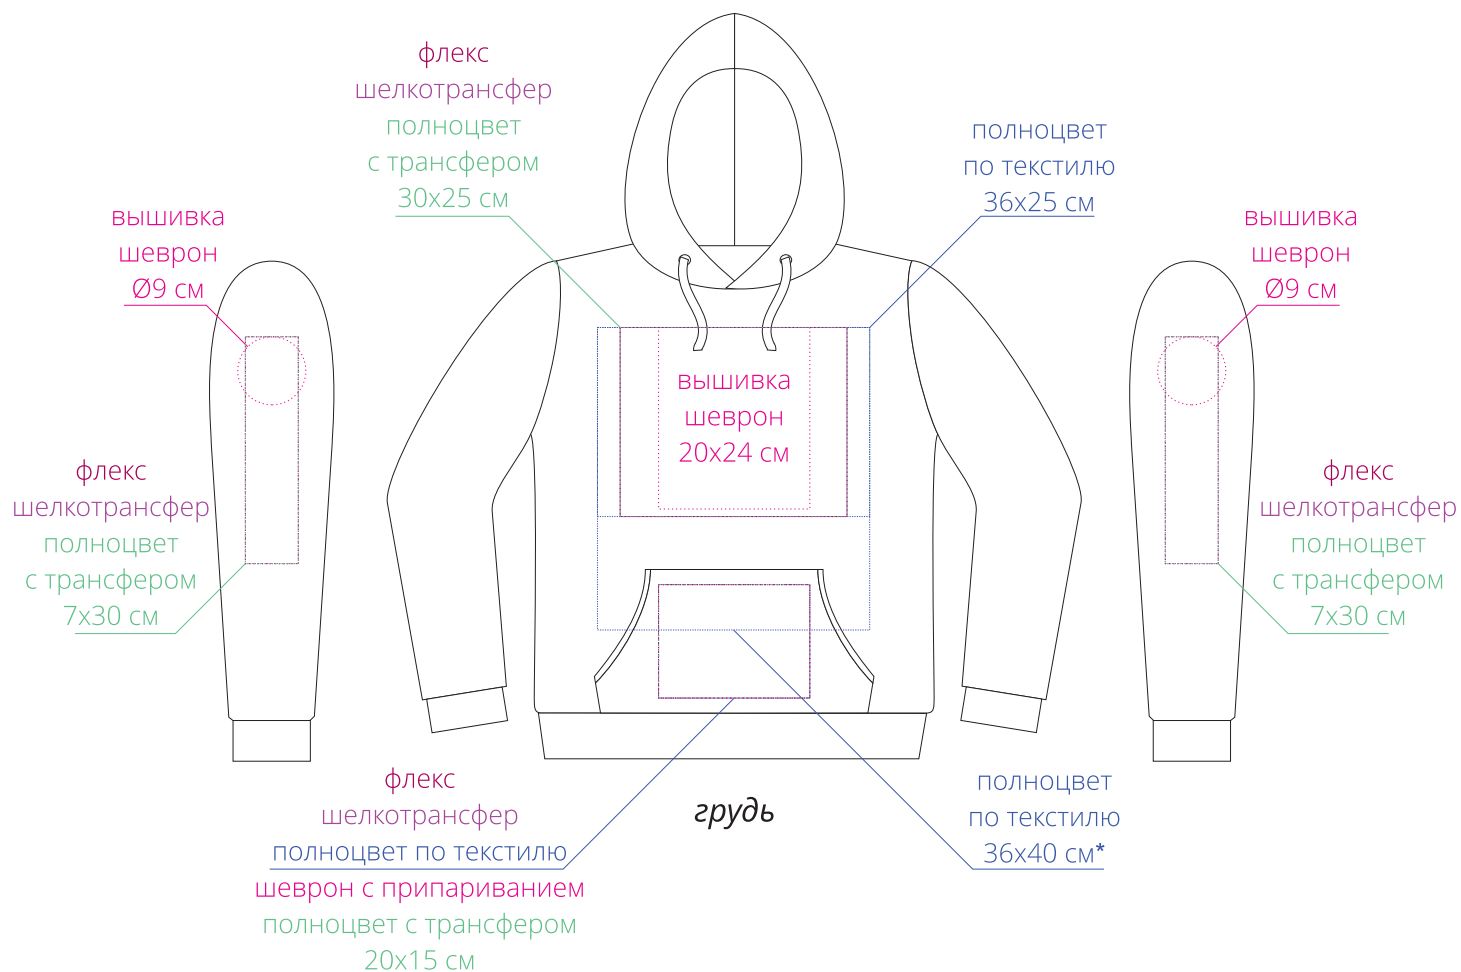 флекс
шелкотрансфер
полноцвет
с трансфером
30х25 см
полноцвет
по текстилю
36х25 см
вышивка
шеврон
Ø9 см
вышивка
шеврон
Ø9 см
вышивка
шеврон
20х24 см
флекс
шелкотрансфер
полноцвет
с трансфером
7х30 см
флекс
шелкотрансфер
полноцвет
с трансфером
7х30 см
флекс
шелкотрансфер
полноцвет по текстилю
шеврон с припариванием
полноцвет с трансфером
20х15 см
грудь
полноцвет
по текстилю
36х40 см*